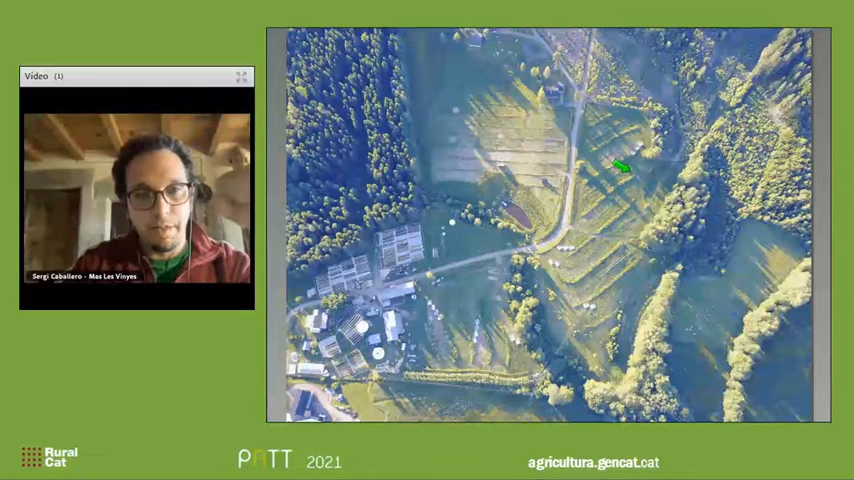 Vídeo (1)
Sergi Caballero - Mas Les Vinyes
Rural
Cat
PATT 2021
agricultura.gencat.cat